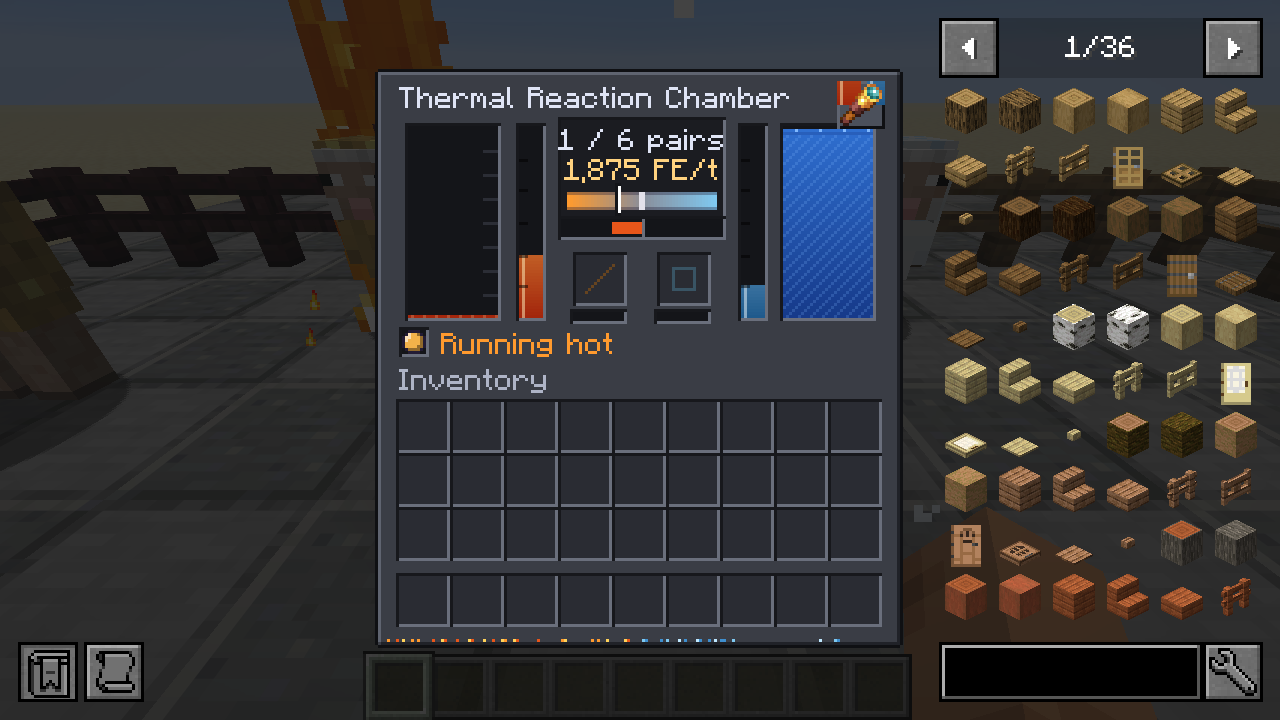 1/36
Thermal Reaction Chamber
1 / 6 pairs
1,875 FE/t
Running hot
Inventory